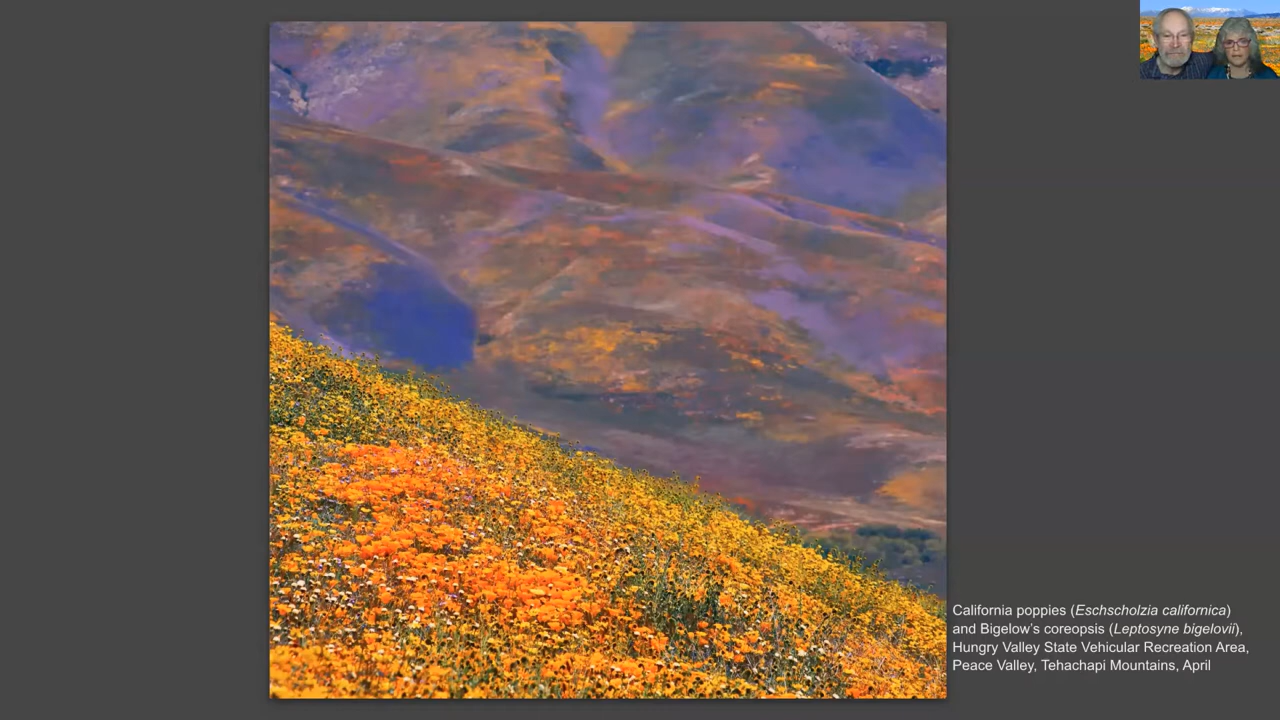 California poppies (Eschscholzia californica)
and Bigelow’s coreopsis (Leptosyne bigelovii),
Hungry Valley State Vehicular Recreation Area,
Peace Valley, Tehachapi Mountains, April